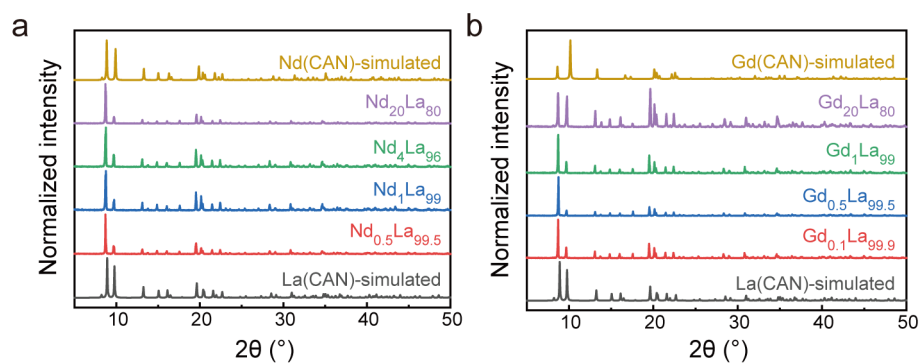 a
Normalized intensity
Nd(CAN)-simulated
Nd₂₀La₈₀
Nd₄La₉₆
Nd₁La₉₉
Nd₀.₅La₉₉.₅
La(CAN)-simulated
10 20 30 40 50
2θ (°)
b
Normalized intensity
Gd(CAN)-simulated
Gd₂₀La₈₀
Gd₁La₉₉
Gd₀.₅La₉₉.₅
Gd₀.₁La₉₉.₉
La(CAN)-simulated
10 20 30 40 50
2θ (°)